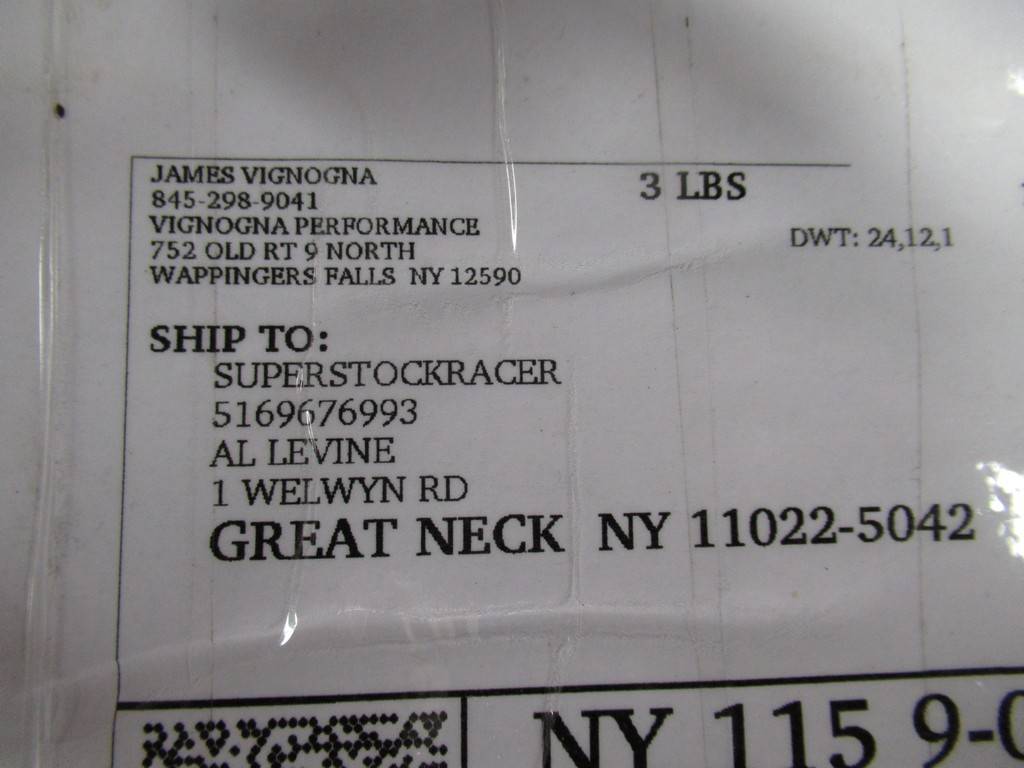 JAMES VIGNOGNA
845-298-9041
VIGNOGNA PERFORMANCE
752 OLD RT 9 NORTH
WAPPINGERS FALLS NY 12590
3 LBS
DWT: 24,12,1
SHIP TO:
SUPERSTOCKRACER
5169676993
AL LEVINE
1 WELWYN RD
GREAT NECK NY 11022-5042
NY 115 9-0